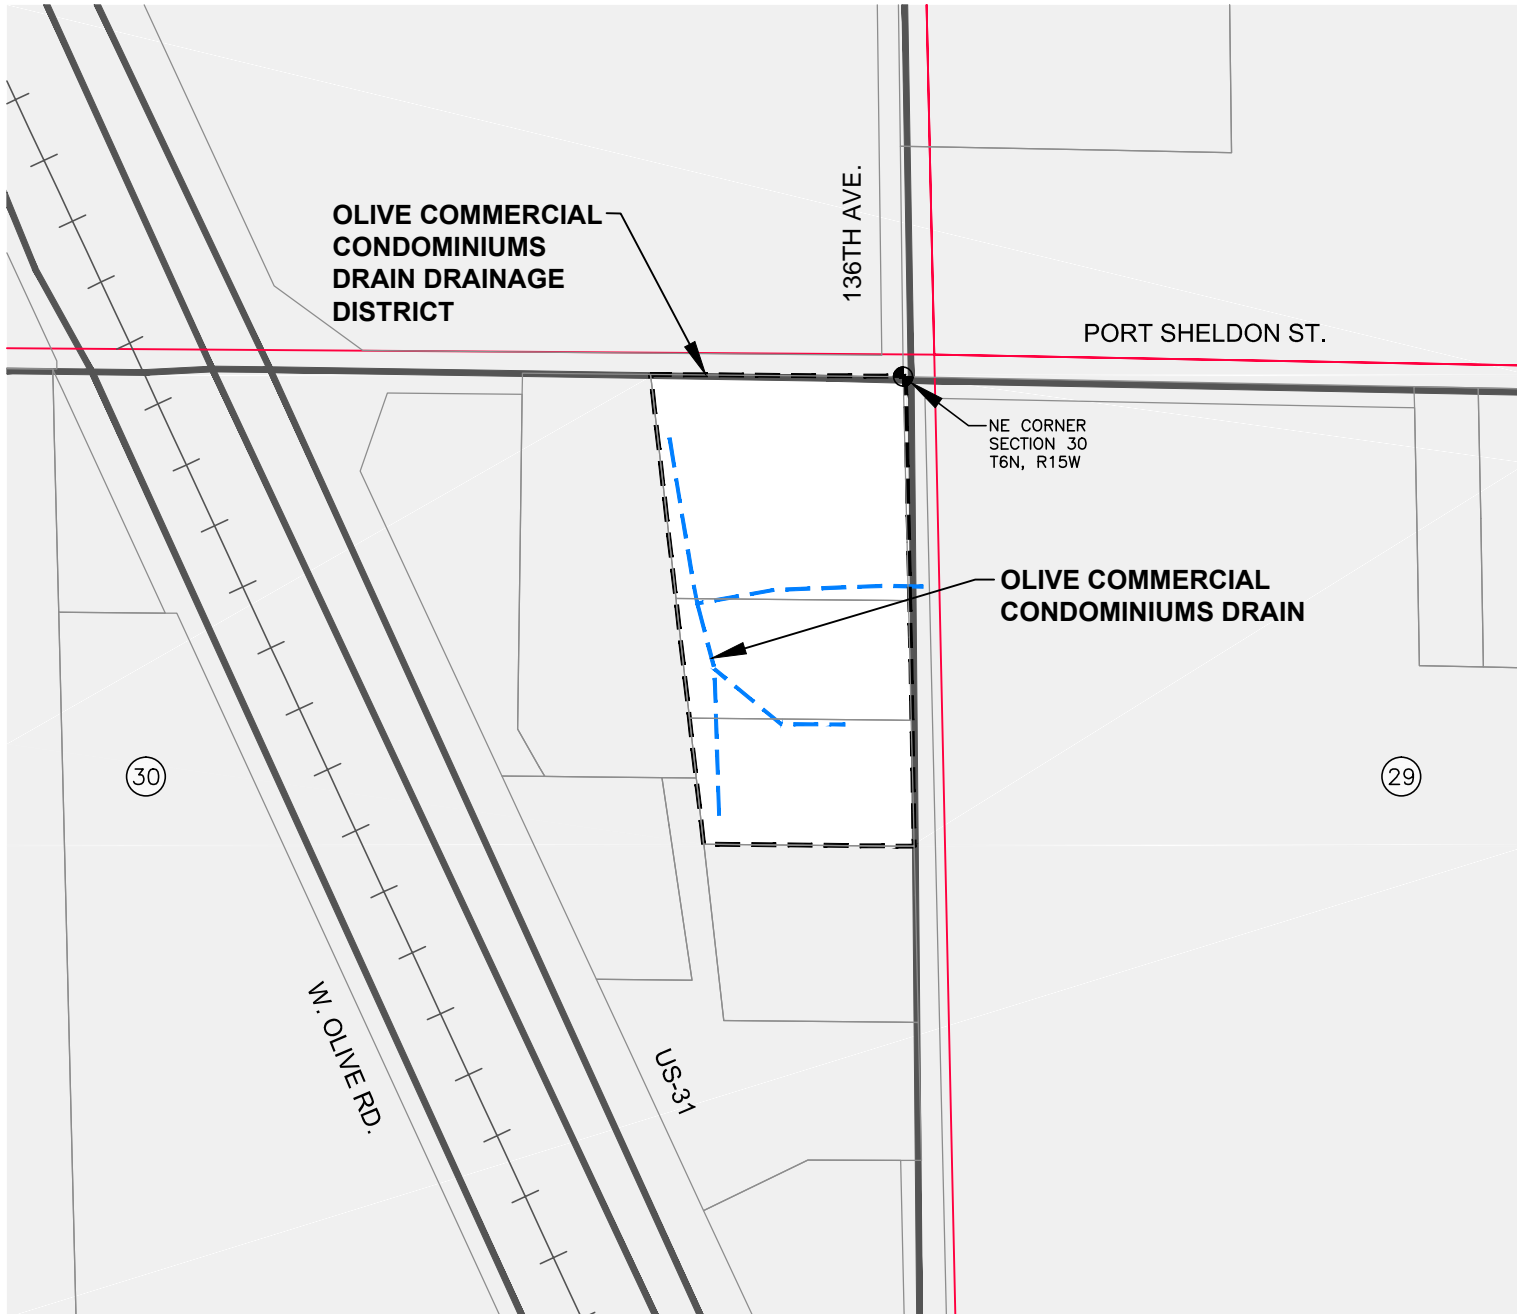 OLIVE COMMERCIAL
CONDOMINIUMS
DRAIN DRAINAGE
DISTRICT
136TH AVE.
PORT SHELDON ST.
NE CORNER
SECTION 30
T6N, R15W
OLIVE COMMERCIAL
CONDOMINIUMS DRAIN
30
29
W. OLIVE RD.
US-31